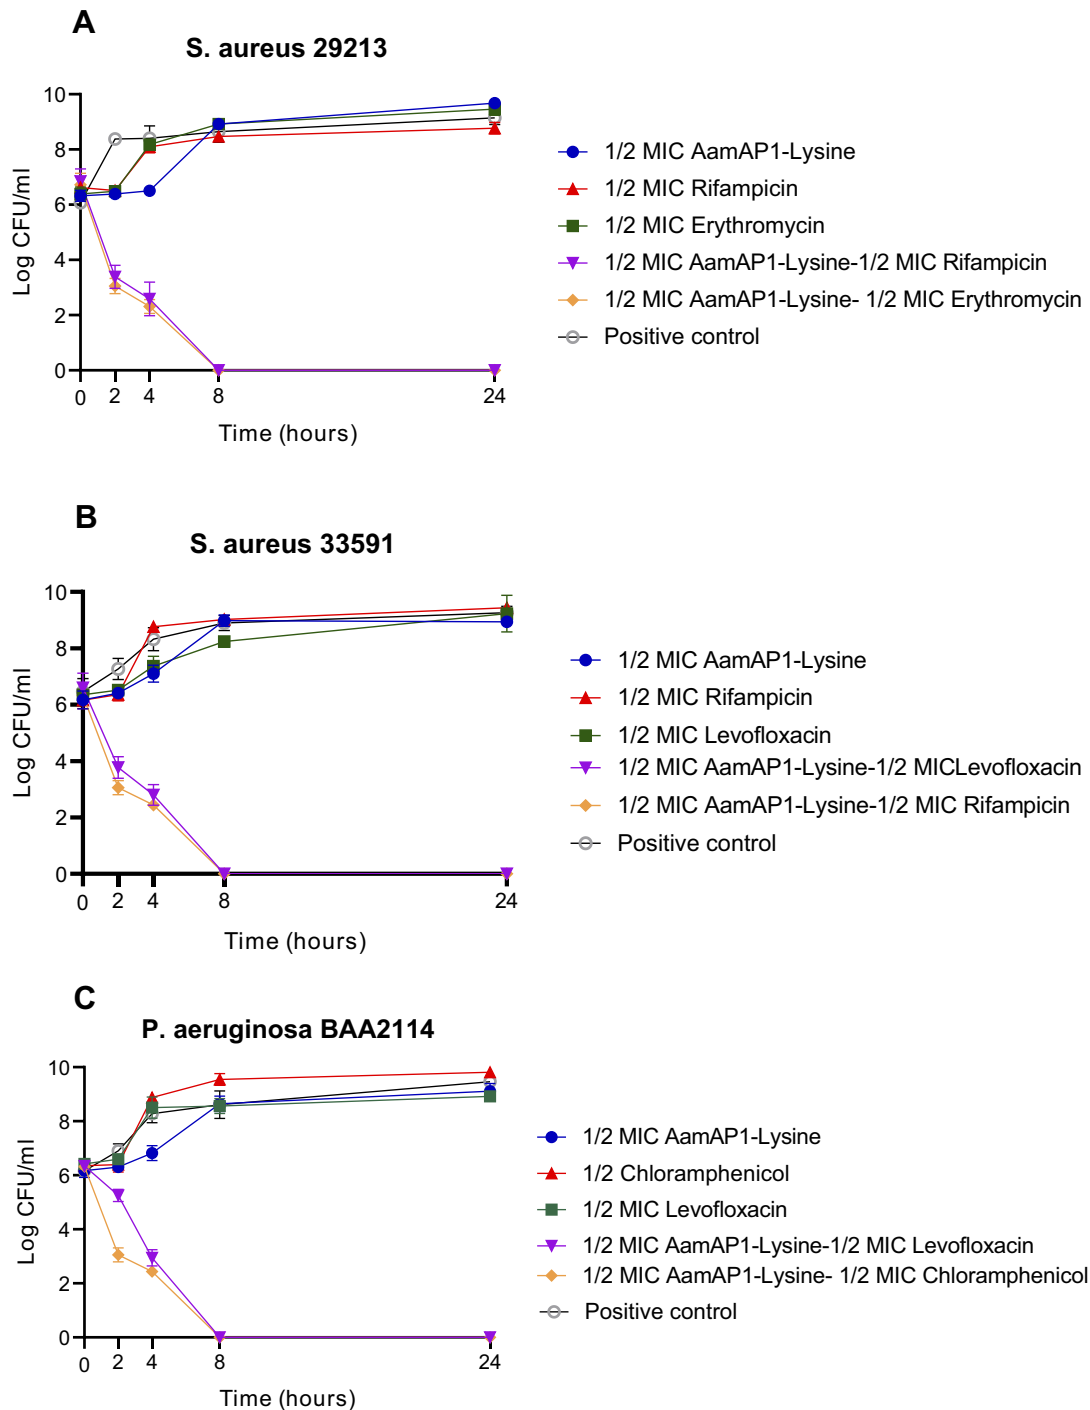 A
S. aureus 29213
10
8
6
4
2
0
Log CFU/ml
0 2 4 8 24
Time (hours)
1/2 MIC AamAP1-Lysine
1/2 MIC Rifampicin
1/2 MIC Erythromycin
1/2 MIC AamAP1-Lysine-1/2 MIC Rifampicin
1/2 MIC AamAP1-Lysine- 1/2 MIC Erythromycin
Positive control
B
S. aureus 33591
10
8
6
4
2
0
Log CFU/ml
0 2 4 8 24
Time (hours)
1/2 MIC AamAP1-Lysine
1/2 MIC Rifampicin
1/2 MIC Levofloxacin
1/2 MIC AamAP1-Lysine-1/2 MICLevofloxacin
1/2 MIC AamAP1-Lysine-1/2 MIC Rifampicin
Positive control
C
P. aeruginosa BAA2114
10
8
6
4
2
0
Log CFU/ml
0 2 4 8 24
Time (hours)
1/2 MIC AamAP1-Lysine
1/2 Chloramphenicol
1/2 MIC Levofloxacin
1/2 MIC AamAP1-Lysine-1/2 MIC Levofloxacin
1/2 MIC AamAP1-Lysine- 1/2 MIC Chloramphenicol
Positive control